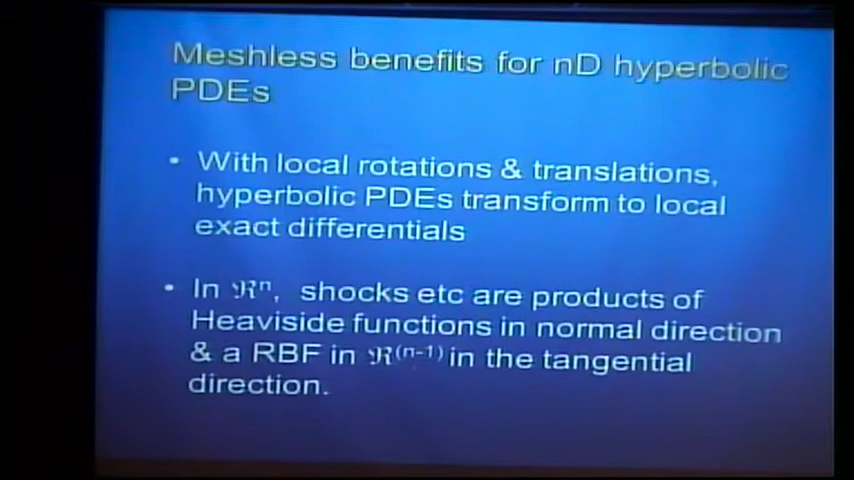 Meshless benefits for nD hyperbolic
PDEs
• With local rotations & translations,
hyperbolic PDEs transform to local
exact differentials
• In ℜⁿ, shocks etc are products of
Heaviside functions in normal direction
& a RBF in ℜ⁽ⁿ⁻¹⁾ in the tangential
direction.